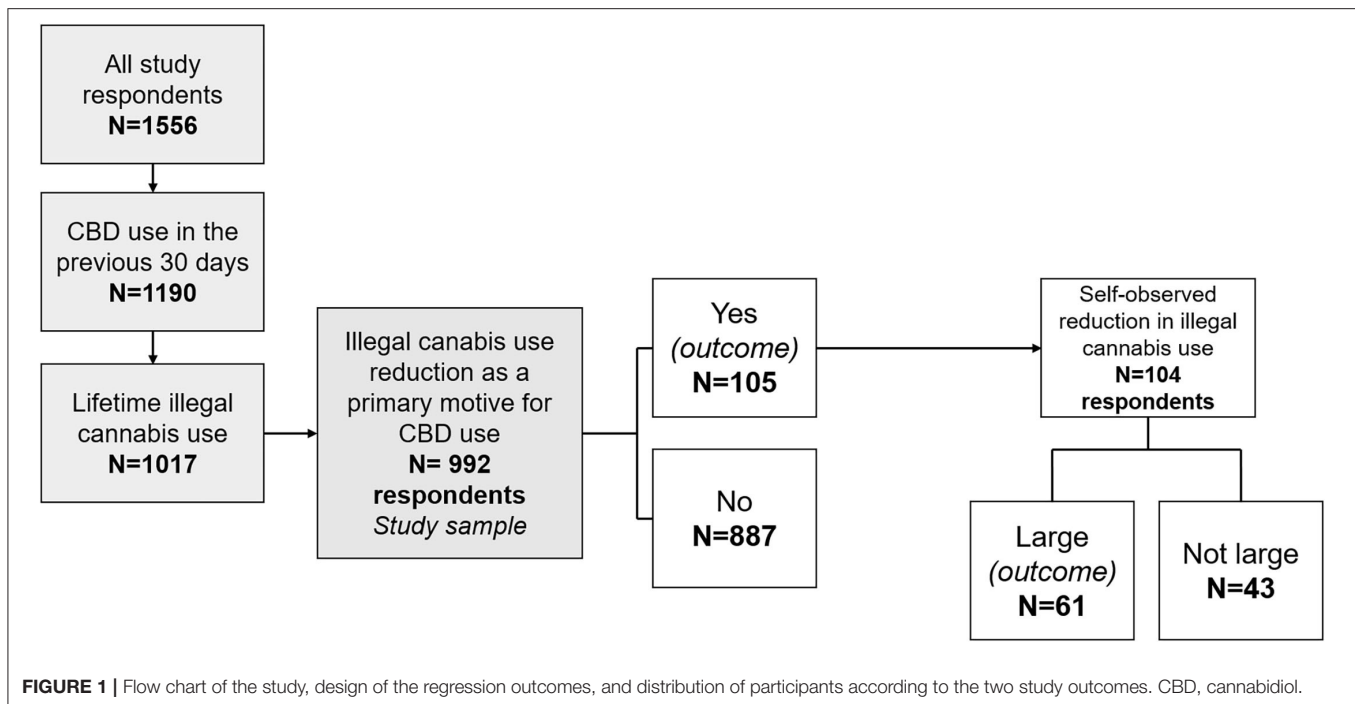 All study
respondents
N=1556
CBD use in the
previous 30 days
N=1190
Lifetime illegal
cannabis use
N=1017
Illegal canabis use
reduction as a
primary motive for
CBD use
N= 992
respondents
Study sample
Yes
(outcome)
N=105
No
N=887
Self-observed
reduction in illegal
cannabis use
N=104
respondents
Large
(outcome)
N=61
Not large
N=43
FIGURE 1 | Flow chart of the study, design of the regression outcomes, and distribution of participants according to the two study outcomes. CBD, cannabidiol.